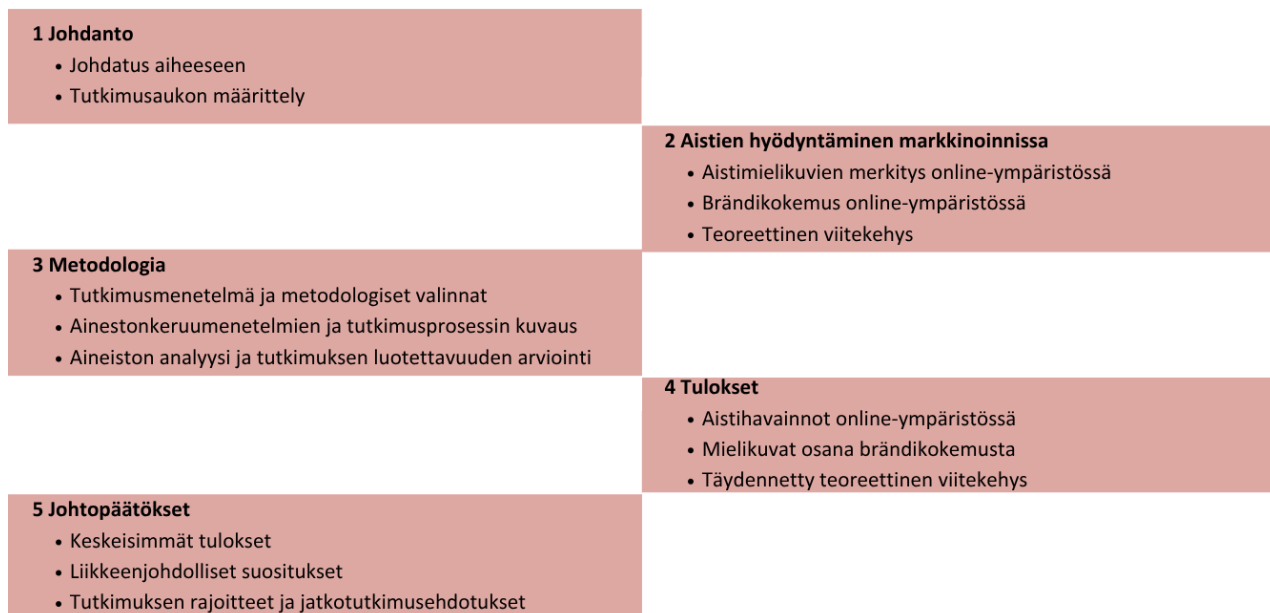 1 Johdanto
• Johdatus aiheeseen
• Tutkimusaukon määrittely
2 Aistien hyödyntäminen markkinoinnissa
• Aistimielikuvien merkitys online-ympäristössä
• Brändikokemus online-ympäristössä
• Teoreettinen viitekehys
3 Metodologia
• Tutkimusmenetelmä ja metodologiset valinnat
• Ainestonkeruumenetelmien ja tutkimusprosessin kuvaus
• Aineiston analyysi ja tutkimuksen luotettavuuden arviointi
4 Tulokset
• Aistihavainnot online-ympäristössä
• Mielikuvat osana brändikokemusta
• Täydennetty teoreettinen viitekehys
5 Johtopäätökset
• Keskeisimmät tulokset
• Liikkeenjohdolliset suositukset
• Tutkimuksen rajoitteet ja jatkotutkimusehdotukset